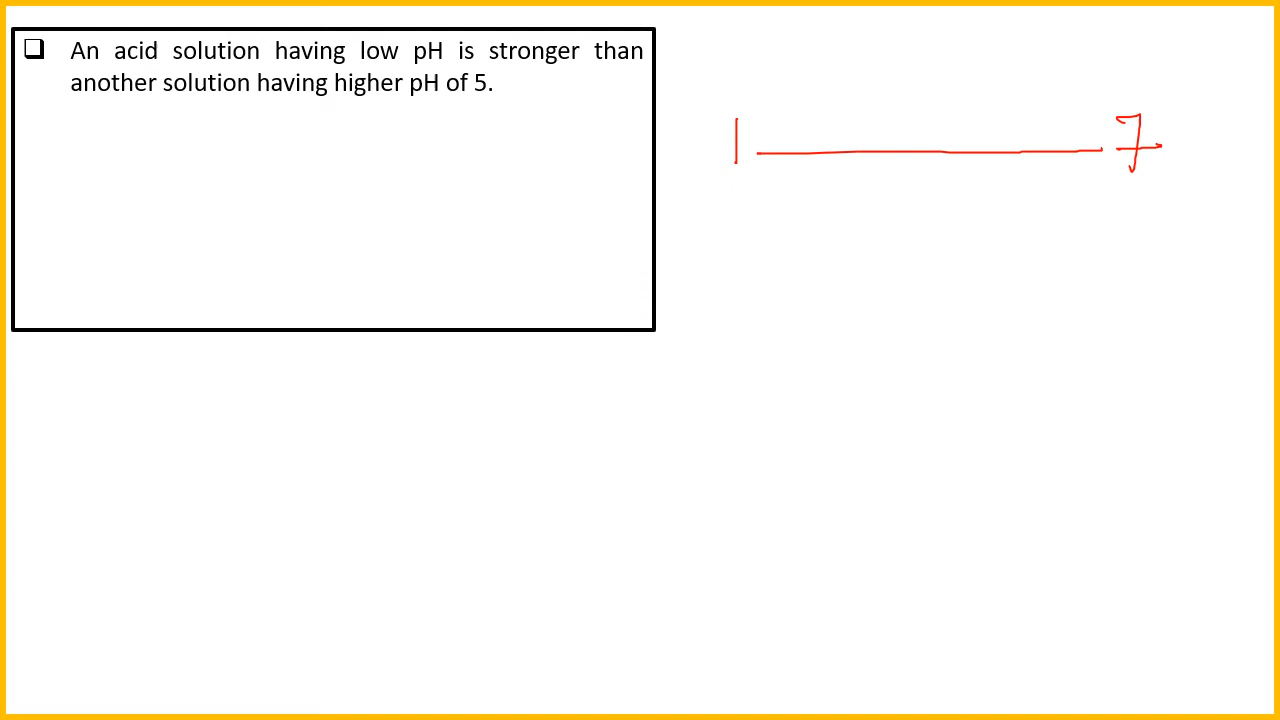 An acid solution having low pH is stronger than
another solution having higher pH of 5.
1 7